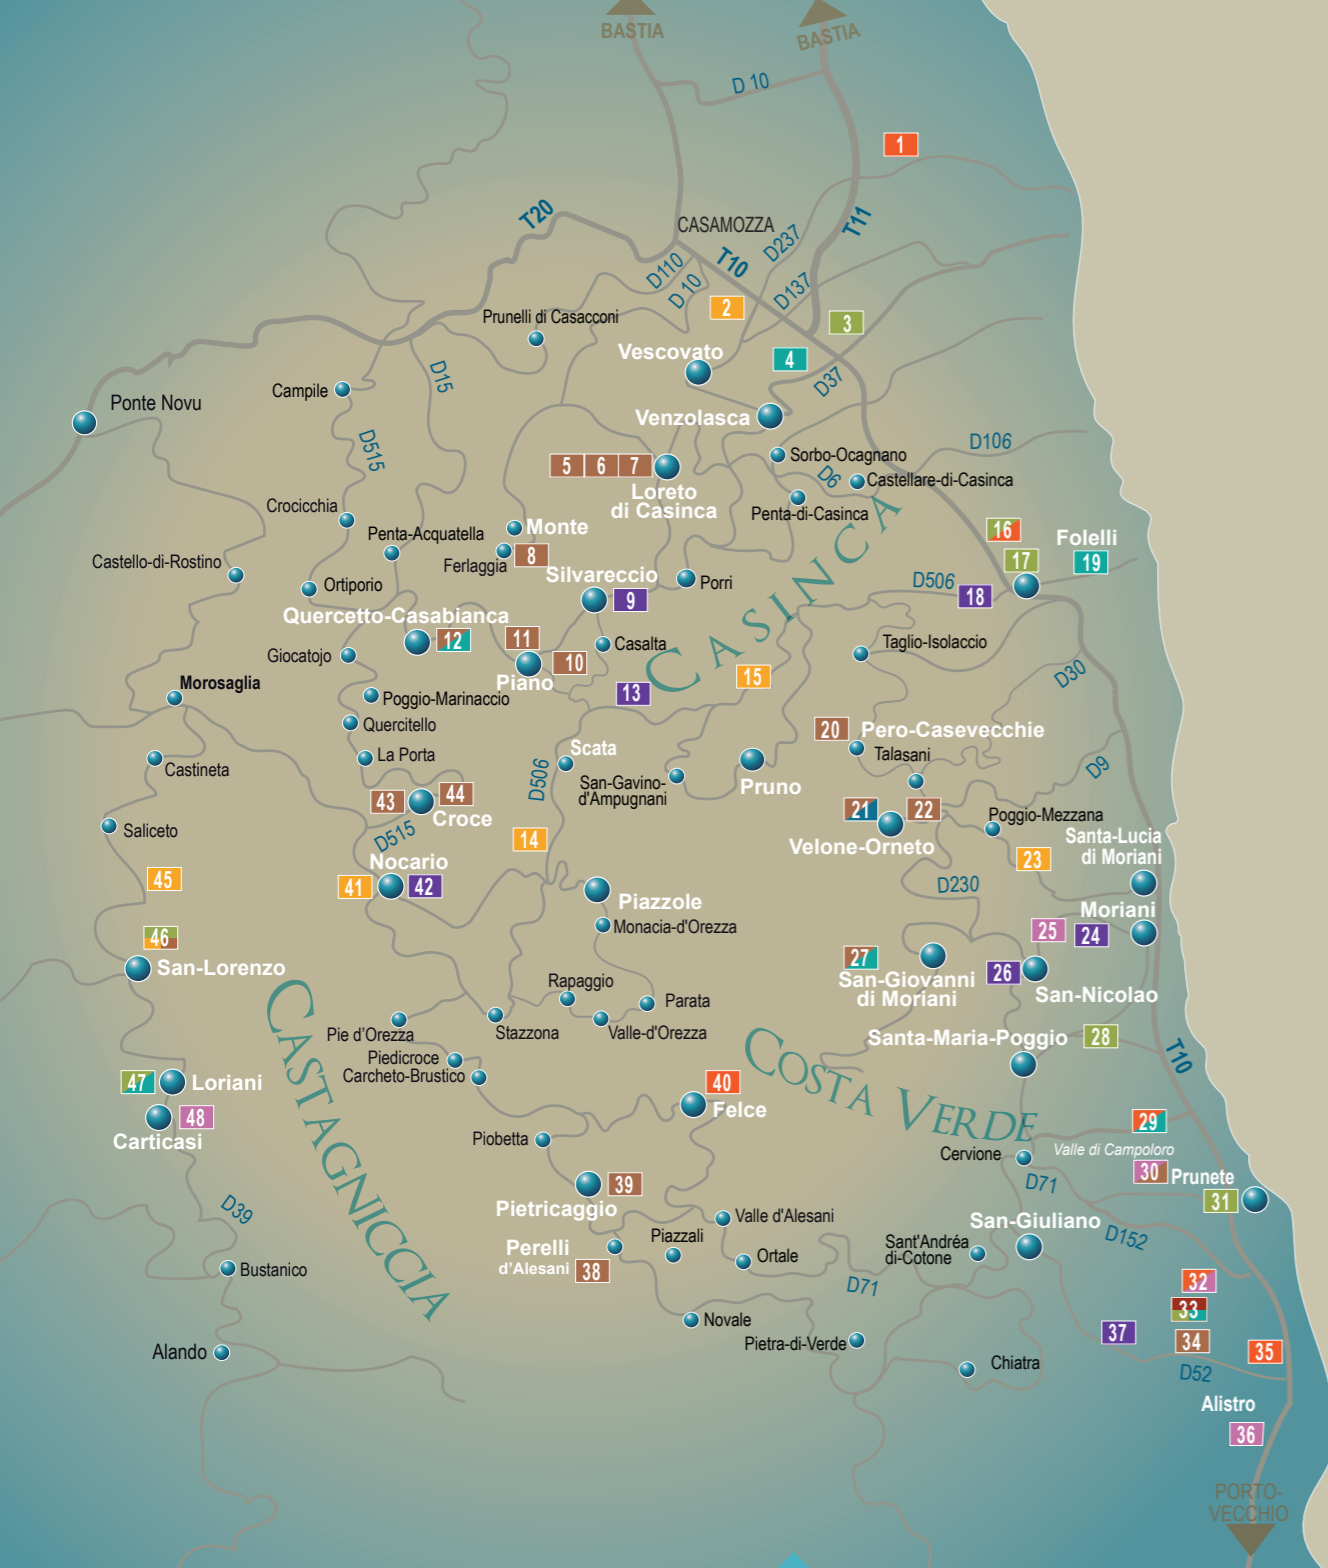 BASTIA
BASTIA
D 10
1
T20
CASAMOZZA
T11
D237
T10
D110
D 10
D137
2
3
Prunelli di Casacconi
Vescovato
4
D15
D37
Campile
Ponte Novu
Venzolasca
D515
D106
Sorbo-Ocagnano
5
6
7
D6
Castellare-di-Casinca
Loreto
di Casinca
Penta-di-Casinca
Crocicchia
Monte
16
Folelli
Penta-Acquatella
8
17
19
Castello-di-Rostino
Ferlaggia
Silvareccio
Porri
D506
Ortiporio
9
18
CASINCA
Quercetto-Casabianca
12
11
Casalta
Taglio-Isolaccio
Giocatojo
10
Piano
15
D30
Morosaglia
13
Poggio-Marinaccio
Quercitello
20
Pero-Casevecchie
Scata
La Porta
Talasani
Castineta
D506
San-Gavino-
d'Ampugnani
D9
Pruno
43
44
21
22
Croce
Poggio-Mezzana
Saliceto
D515
14
Velone-Orneto
Santa-Lucia
di Moriani
Nocario
23
45
41
42
D230
Piazzole
Moriani
Monacia-d'Orezza
25
24
46
San-Lorenzo
27
26
San-Giovanni
di Moriani
Rapaggio
San-Nicolao
Parata
Pie d'Orezza
Stazzona
Valle-d'Orezza
Santa-Maria-Poggio
28
Piedicroce
Carcheto-Brustico
T10
47
Loriani
40
CASTAGNICCIA
COSTA VERDE
48
Felce
Carticasi
29
Piobetta
Cervione
Valle di Campoloro
30
Prunete
39
D71
31
Pietricaggio
D39
Valle d'Alesani
San-Giuliano
Perelli
d'Alesani
Piazzali
Sant'Andréa
di-Cotone
D152
38
Ortale
Bustanico
D71
32
33
Novale
37
34
Alando
Pietra-di-Verde
35
Chiatra
D52
Alistro
36
PORTO-
VECCHIO